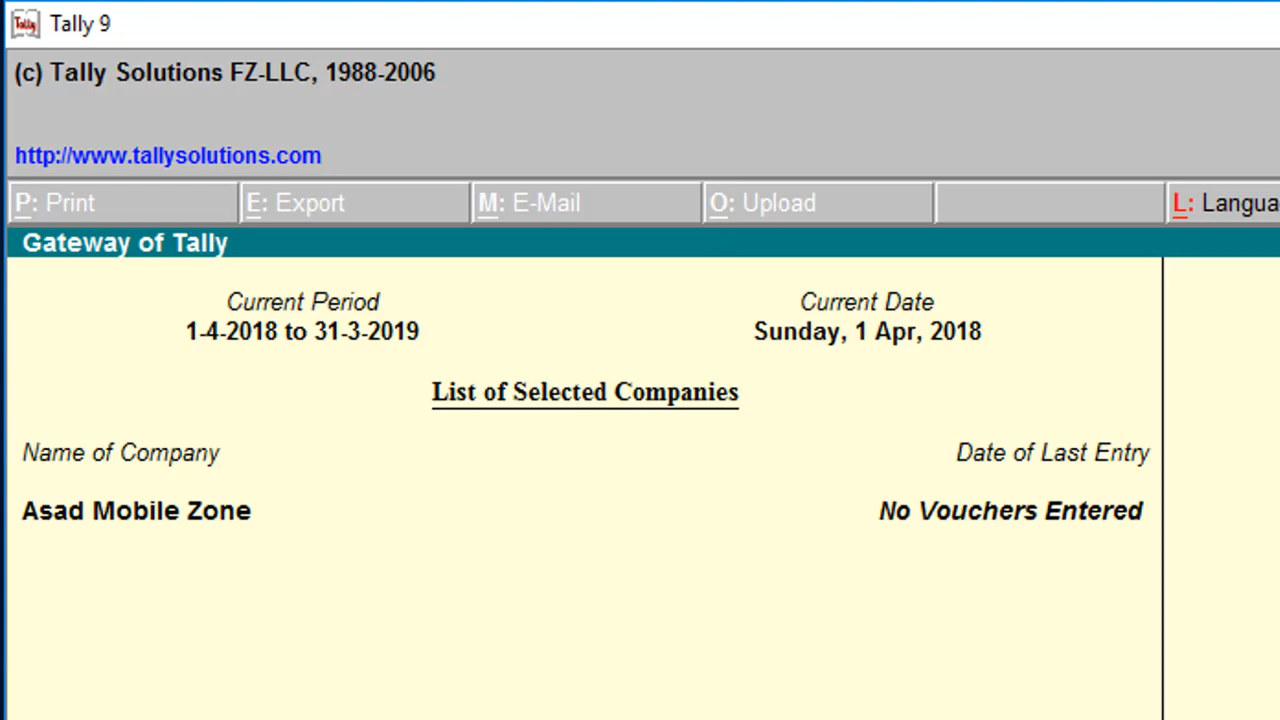 Tally 9
(c) Tally Solutions FZ-LLC, 1988-2006
http://www.tallysolutions.com
P: Print E: Export M: E-Mail O: Upload L: Langua
Gateway of Tally
Current Period Current Date
1-4-2018 to 31-3-2019 Sunday, 1 Apr, 2018
List of Selected Companies
Name of Company Date of Last Entry
Asad Mobile Zone No Vouchers Entered